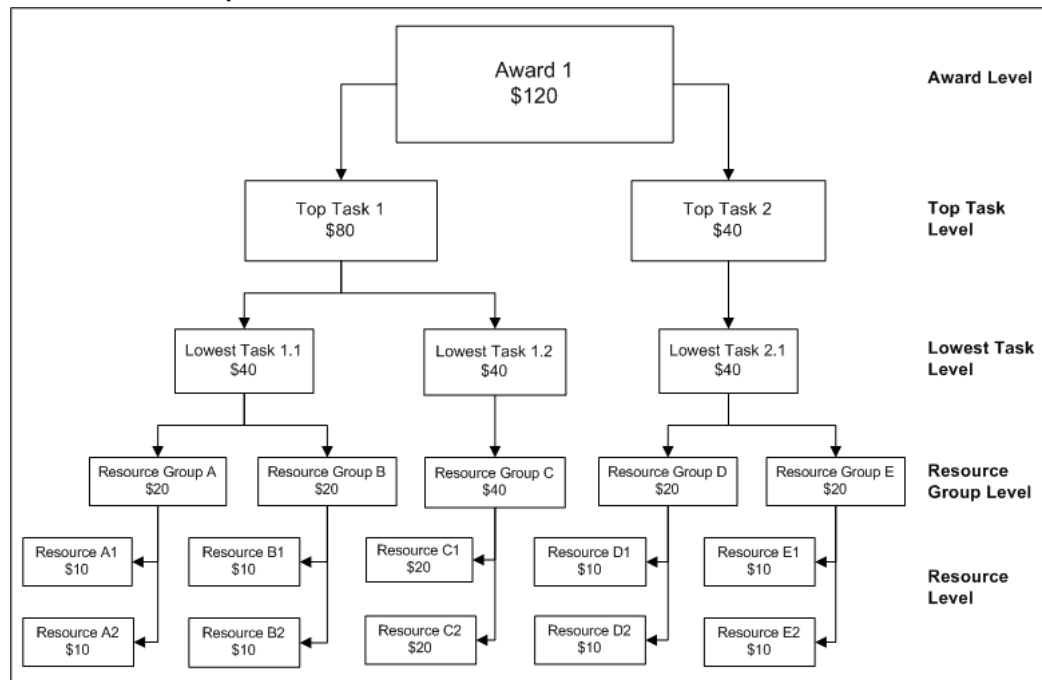 Award 1
$120
Award Level
Top Task 1
$80
Top Task 2
$40
Top Task
Level
Lowest Task 1.1
$40
Lowest Task 1.2
$40
Lowest Task 2.1
$40
Lowest Task
Level
Resource Group A
$20
Resource Group B
$20
Resource Group C
$40
Resource Group D
$20
Resource Group E
$20
Resource
Group Level
Resource A1
$10
Resource B1
$10
Resource C1
$20
Resource D1
$10
Resource E1
$10
Resource
Level
Resource A2
$10
Resource B2
$10
Resource C2
$20
Resource D2
$10
Resource E2
$10